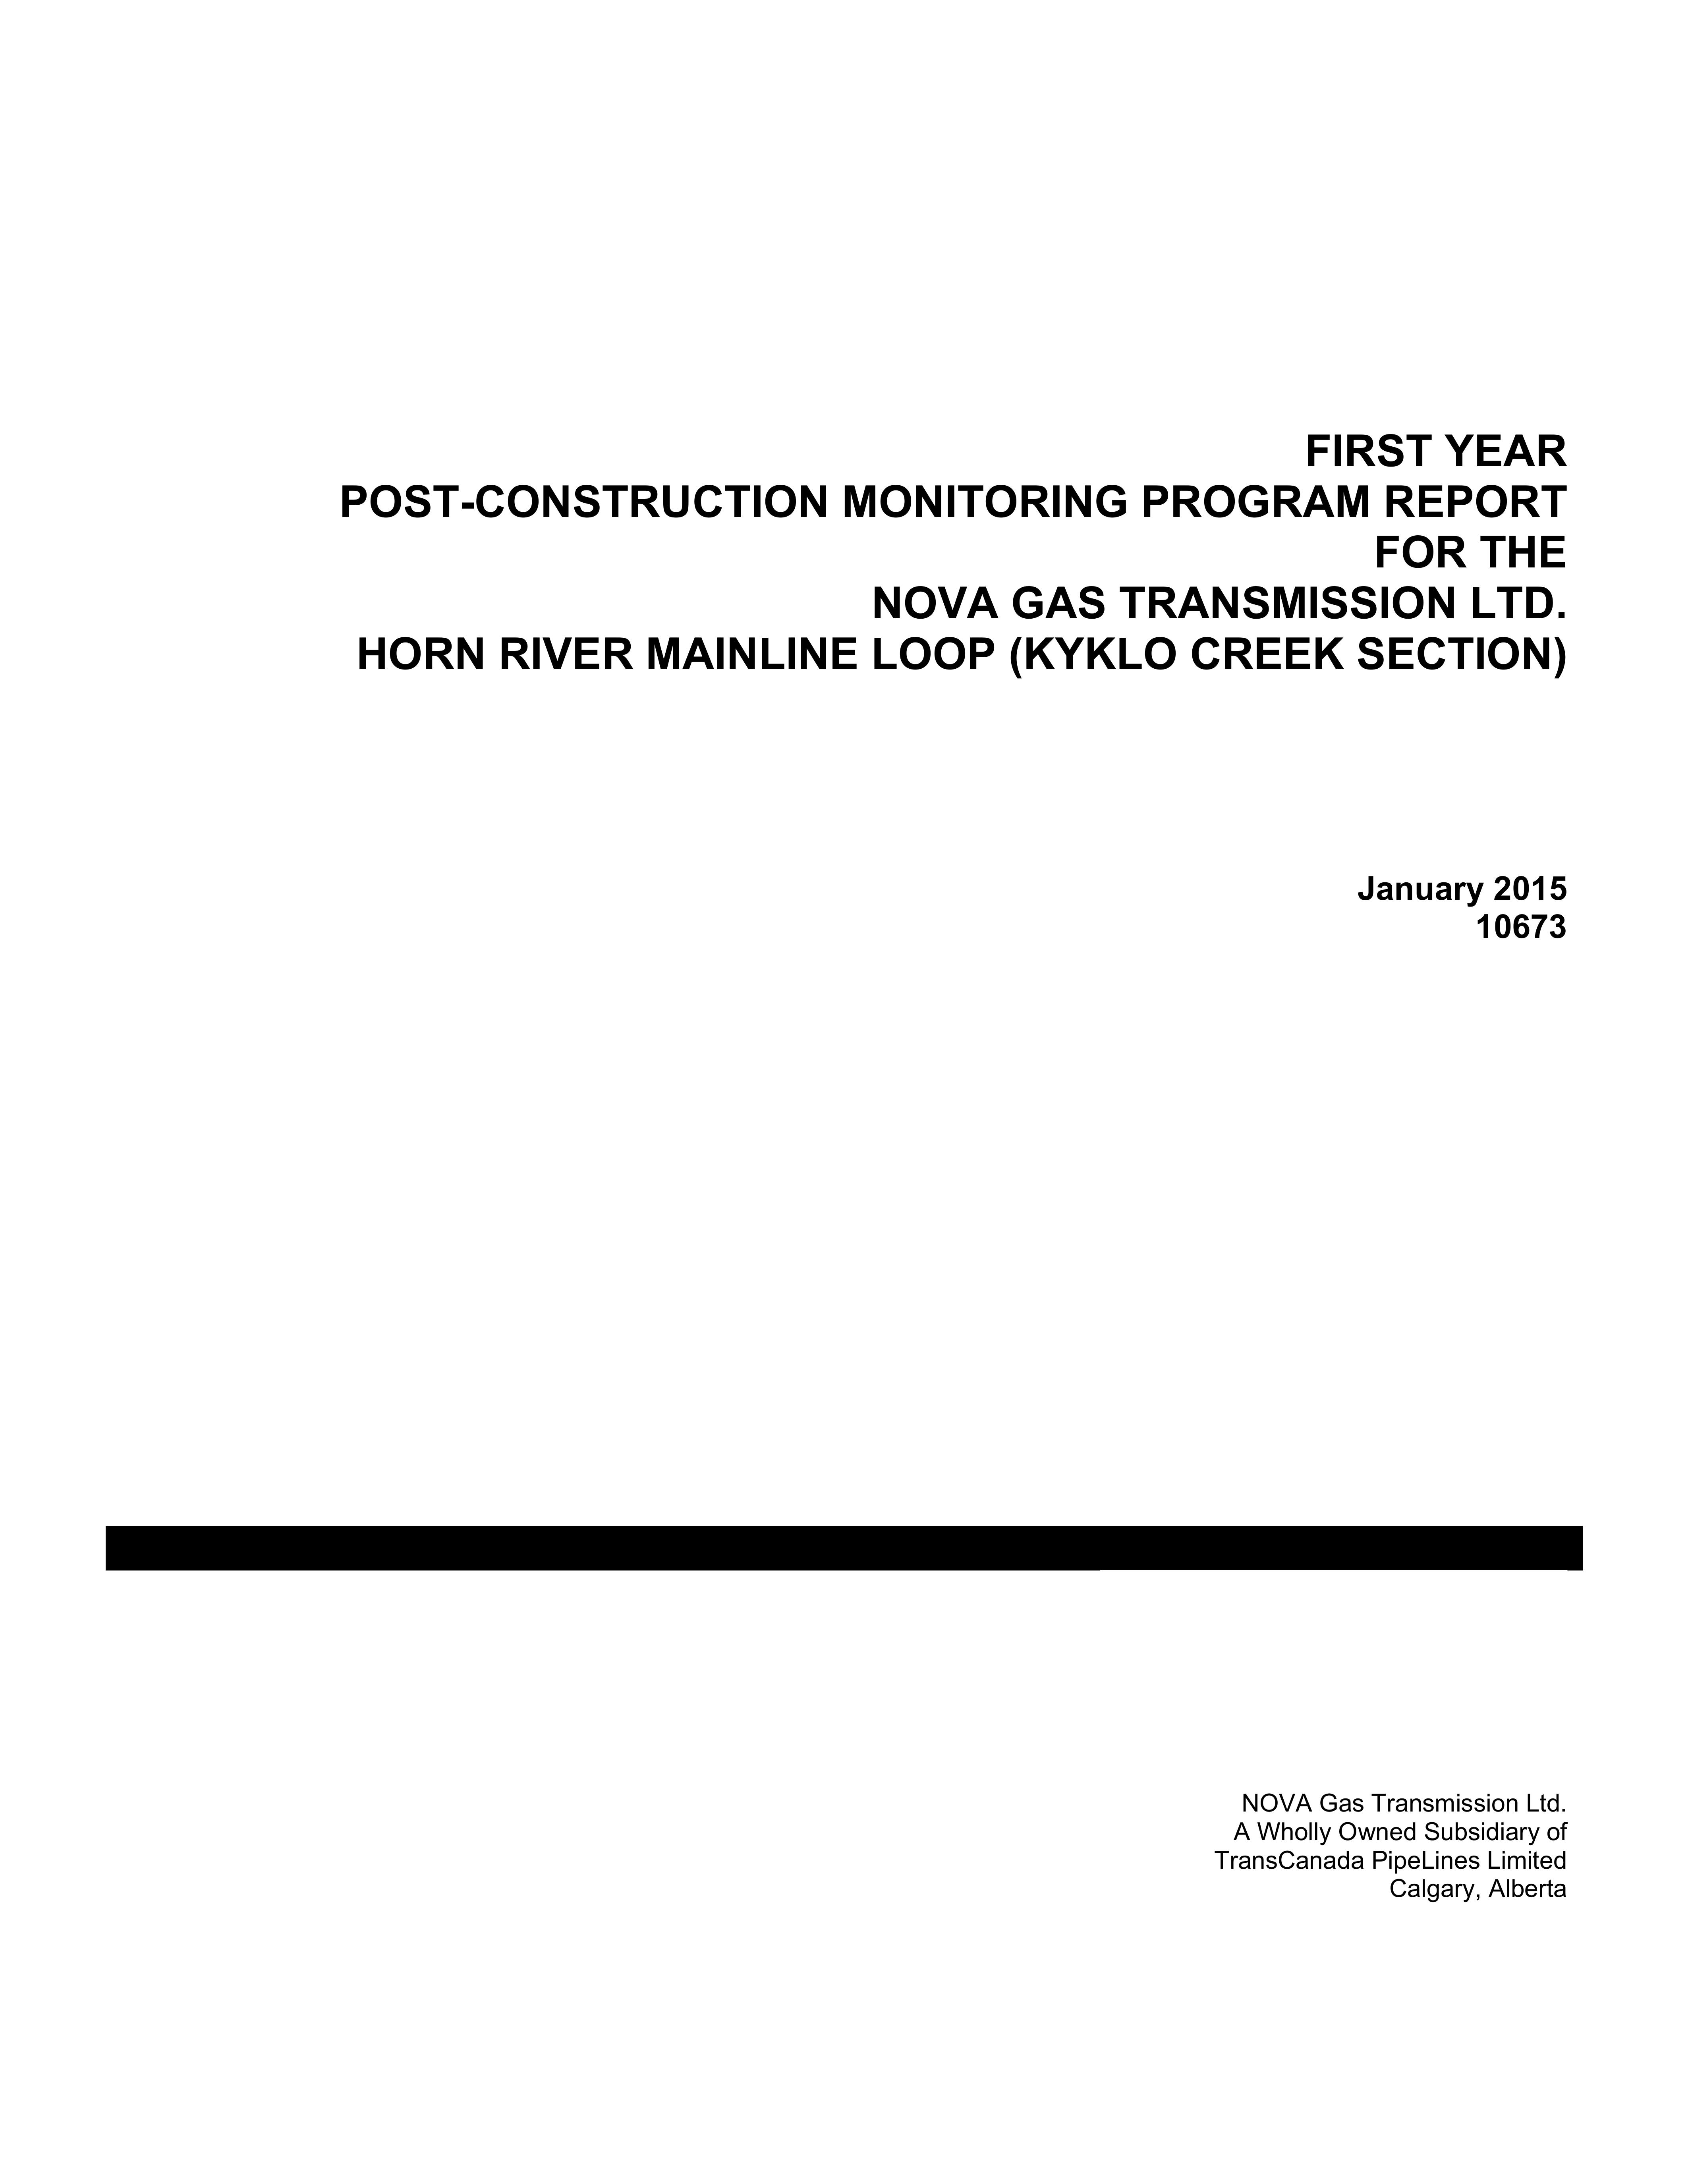 FIRST YEAR
POST-CONSTRUCTION MONITORING PROGRAM REPORT
FOR THE
NOVA GAS TRANSMISSION LTD.
HORN RIVER MAINLINE LOOP (KYKLO CREEK SECTION)
January 2015
10673
NOVA Gas Transmission Ltd.
A Wholly Owned Subsidiary of
TransCanada PipeLines Limited
Calgary, Alberta